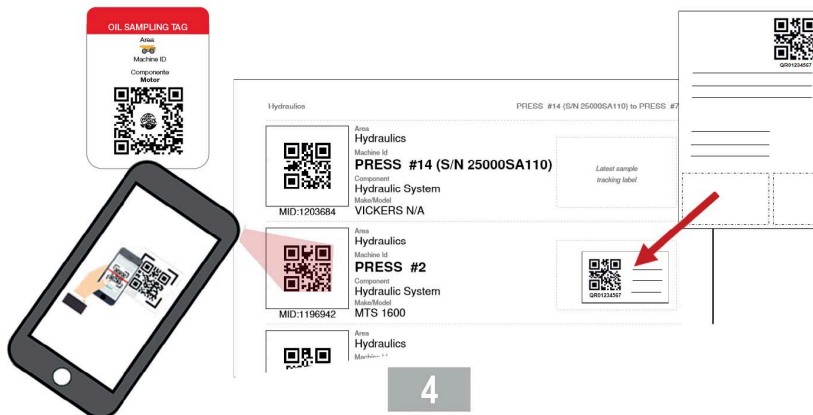 OIL SAMPLING TAG
Area
Machine ID
Componente
Motor
QR01234567
Hydraulics
PRESS #14 (S/N 25000SA110) to PRESS #7
Area
Hydraulics
Machine Id
PRESS #14 (S/N 25000SA110)
Component
Hydraulic System
Make/Model
VICKERS N/A
MID:1203684
Latest sample
tracking label
Area
Hydraulics
Machine Id
PRESS #2
Component
Hydraulic System
Make/Model
MTS 1600
MID:1196942
QR01234567
Area
Hydraulics
4